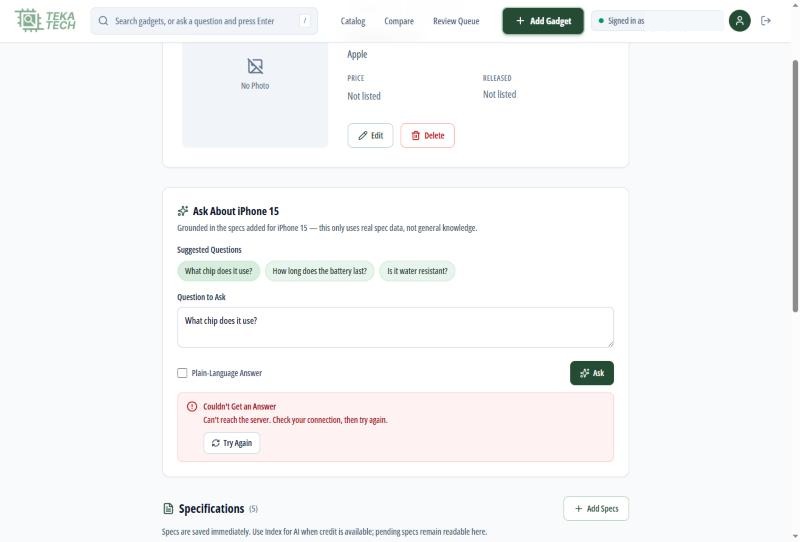 TEKA TECH
Search gadgets, or ask a question and press Enter
/
Catalog
Compare
Review Queue
Add Gadget
Signed in as
No Photo
Apple
PRICE
RELEASED
Not listed
Not listed
Edit
Delete
Ask About iPhone 15
Grounded in the specs added for iPhone 15 — this only uses real spec data, not general knowledge.
Suggested Questions
What chip does it use?
How long does the battery last?
Is it water resistant?
Question to Ask
What chip does it use?
Plain-Language Answer
Ask
Couldn't Get an Answer
Can't reach the server. Check your connection, then try again.
Try Again
Specifications (5)
Add Specs
Specs are saved immediately. Use Index for AI when credit is available; pending specs remain readable here.